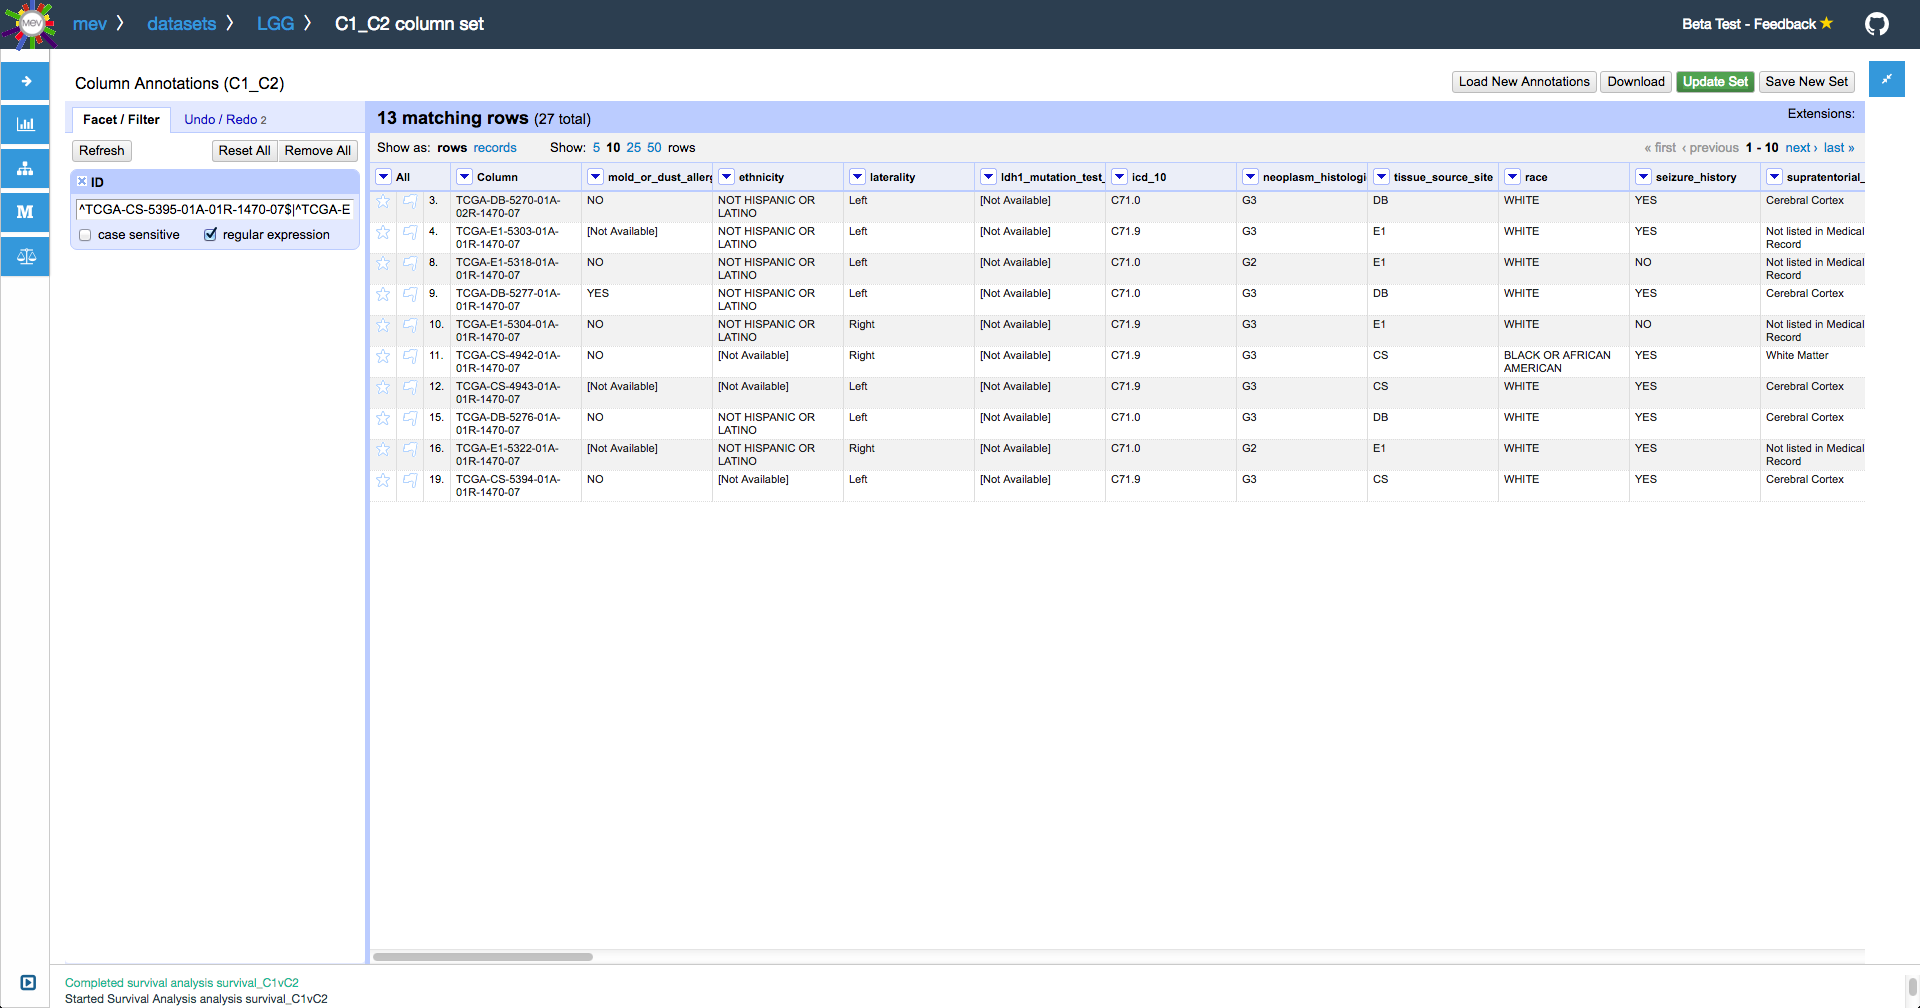 MeV
mev > datasets > LGG > C1_C2 column set
Beta Test - Feedback
Column Annotations (C1_C2)
Load New Annotations Download Update Set Save New Set
Facet / Filter Undo / Redo 2
Refresh Reset All Remove All
ID
^TCGA-CS-5395-01A-01R-1470-07$|^TCGA-E
case sensitive regular expression
M
13 matching rows (27 total)
Extensions:
Show as: rows records Show: 5 10 25 50 rows
« first ‹ previous 1 - 10 next › last »
All Column mold_or_dust_allerg ethnicity laterality ldh1_mutation_test_ icd_10 neoplasm_histologi tissue_source_site race seizure_history supratentorial_
3. TCGA-DB-5270-01A- NO NOT HISPANIC OR Left [Not Available] C71.0 G3 DB WHITE YES Cerebral Cortex
02R-1470-07 LATINO
4. TCGA-E1-5303-01A- [Not Available] NOT HISPANIC OR Left [Not Available] C71.9 G3 E1 WHITE YES Not listed in Medical
01R-1470-07 LATINO Record
8. TCGA-E1-5318-01A- NO NOT HISPANIC OR Left [Not Available] C71.0 G2 E1 WHITE NO Not listed in Medical
01R-1470-07 LATINO Record
9. TCGA-DB-5277-01A- YES NOT HISPANIC OR Left [Not Available] C71.0 G3 DB WHITE YES Cerebral Cortex
01R-1470-07 LATINO
10. TCGA-E1-5304-01A- NO NOT HISPANIC OR Right [Not Available] C71.9 G3 E1 WHITE NO Not listed in Medical
01R-1470-07 LATINO Record
11. TCGA-CS-4942-01A- NO [Not Available] Right [Not Available] C71.9 G3 CS BLACK OR AFRICAN YES White Matter
01R-1470-07 AMERICAN
12. TCGA-CS-4943-01A- [Not Available] [Not Available] Left [Not Available] C71.9 G3 CS WHITE YES Cerebral Cortex
01R-1470-07
15. TCGA-DB-5276-01A- NO NOT HISPANIC OR Left [Not Available] C71.0 G3 DB WHITE YES Cerebral Cortex
01R-1470-07 LATINO
16. TCGA-E1-5322-01A- [Not Available] NOT HISPANIC OR Right [Not Available] C71.0 G2 E1 WHITE YES Not listed in Medical
01R-1470-07 LATINO Record
19. TCGA-CS-5394-01A- NO [Not Available] Left [Not Available] C71.9 G3 CS WHITE YES Cerebral Cortex
01R-1470-07
Completed survival analysis survival_C1vC2
Started Survival Analysis analysis survival_C1vC2